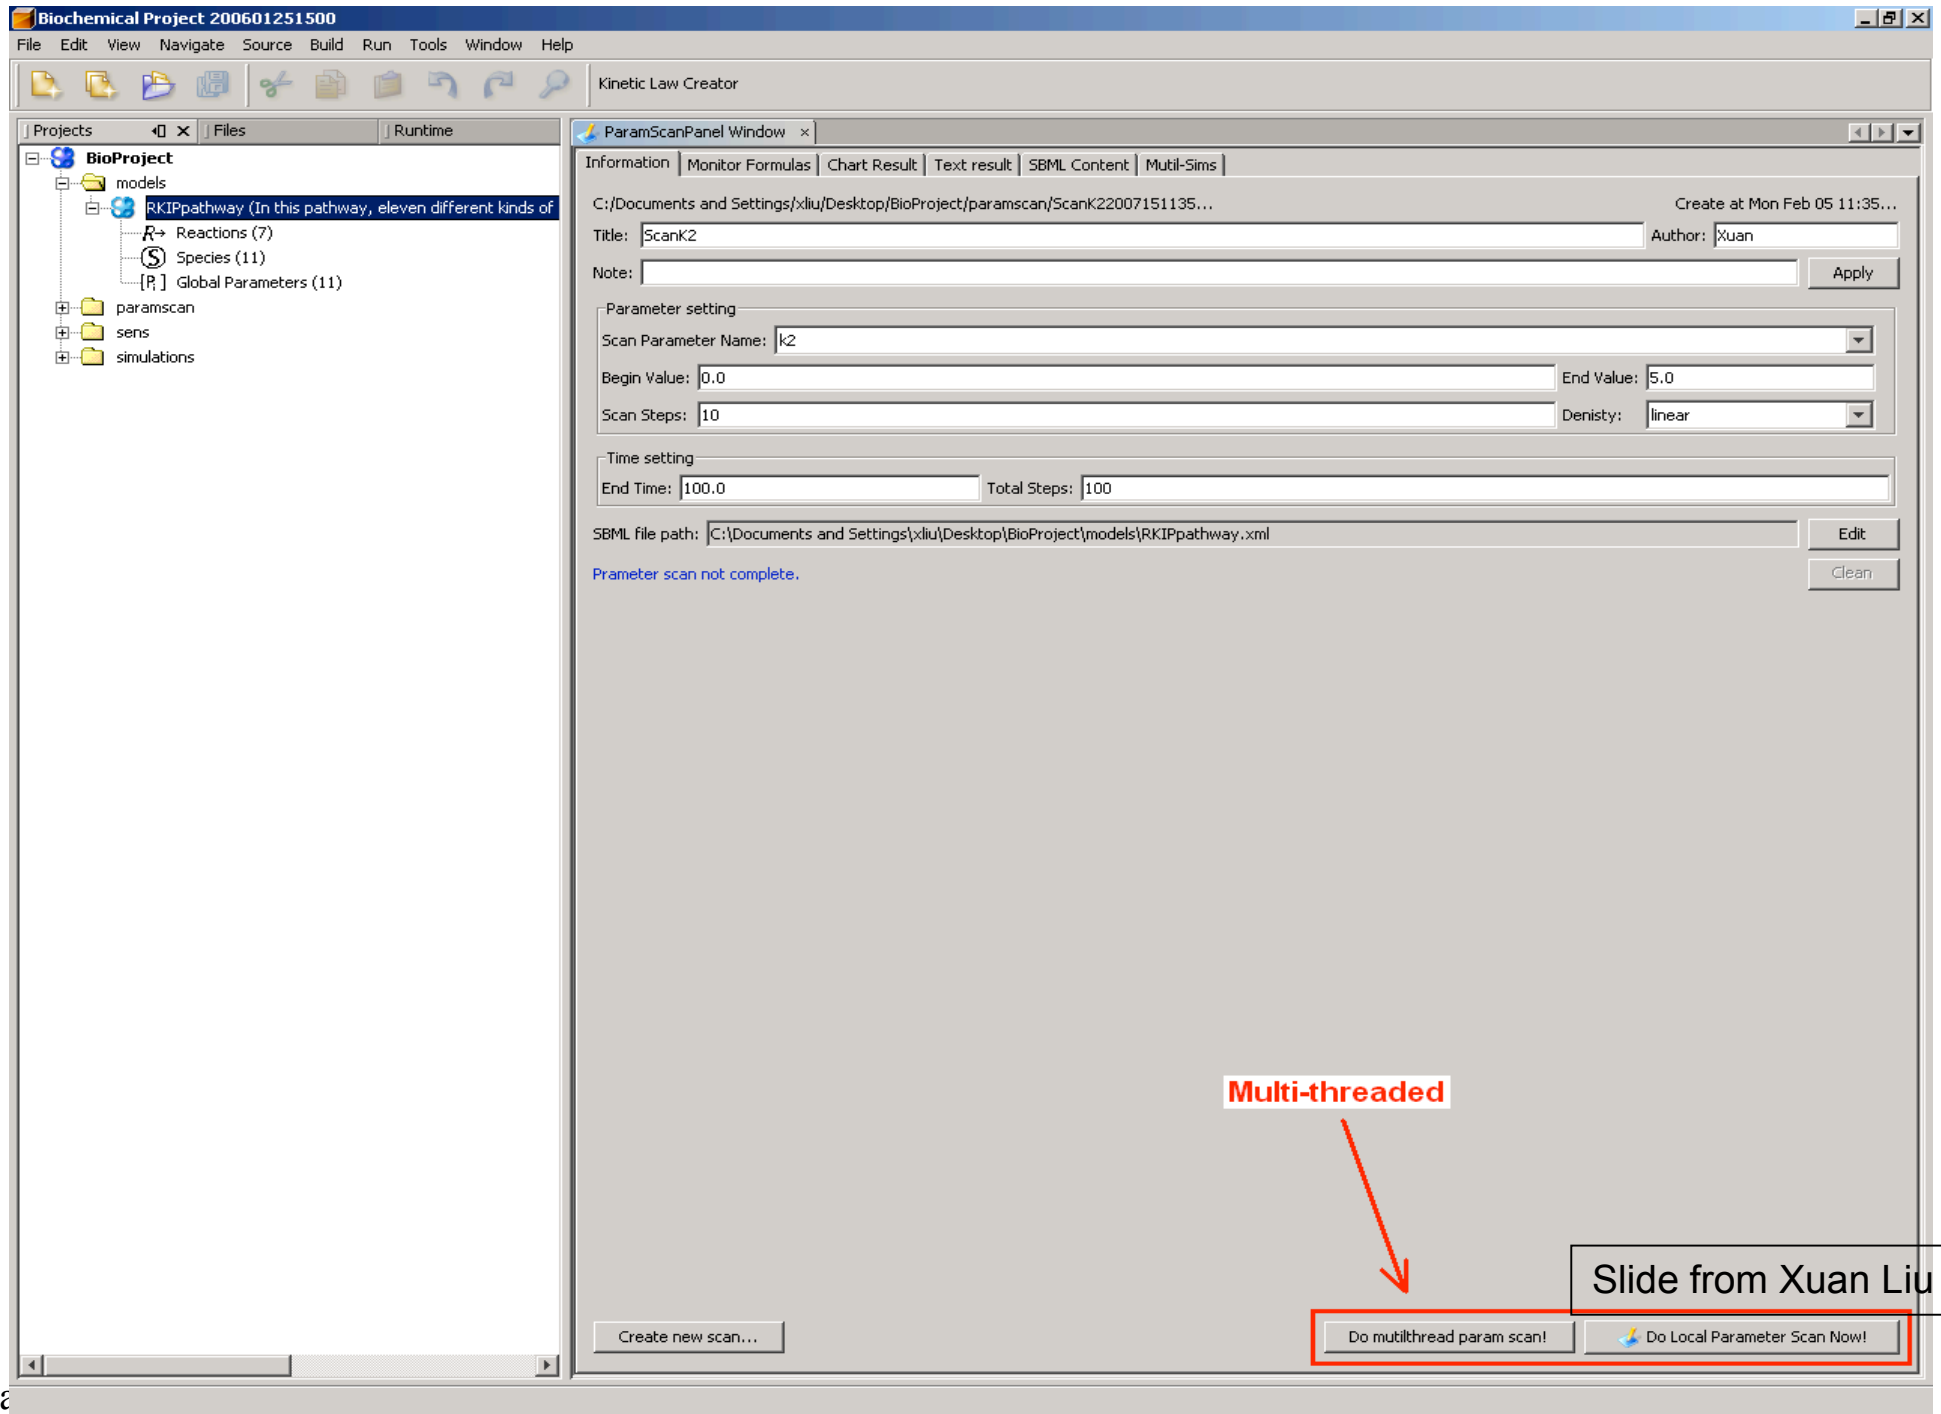 Biochemical Project 200601251500
File Edit View Navigate Source Build Run Tools Window Help
Kinetic Law Creator
Projects Files Runtime
ParamScanPanel Window
BioProject
models
RKIPpathway (In this pathway, eleven different kinds of
R Reactions (7)
S Species (11)
[P,] Global Parameters (11)
paramscan
sens
simulations
Information Monitor Formulas Chart Result Text result SBML Content Mutil-Sims
C:/Documents and Settings/xliu/Desktop/BioProject/paramscan/ScanK22007151135... Create at Mon Feb 05 11:35...
Title: ScanK2 Author: Xuan
Note: Apply
Parameter setting
Scan Parameter Name: k2
Begin Value: 0.0 End Value: 5.0
Scan Steps: 10 Denisty: linear
Time setting
End Time: 100.0 Total Steps: 100
SBML file path: C:\Documents and Settings\xliu\Desktop\BioProject\models\RKIPpathway.xml Edit
Prameter scan not complete. Clean
Multi-threaded
Slide from Xuan Liu
Create new scan... Do mutilthread param scan! Do Local Parameter Scan Now!